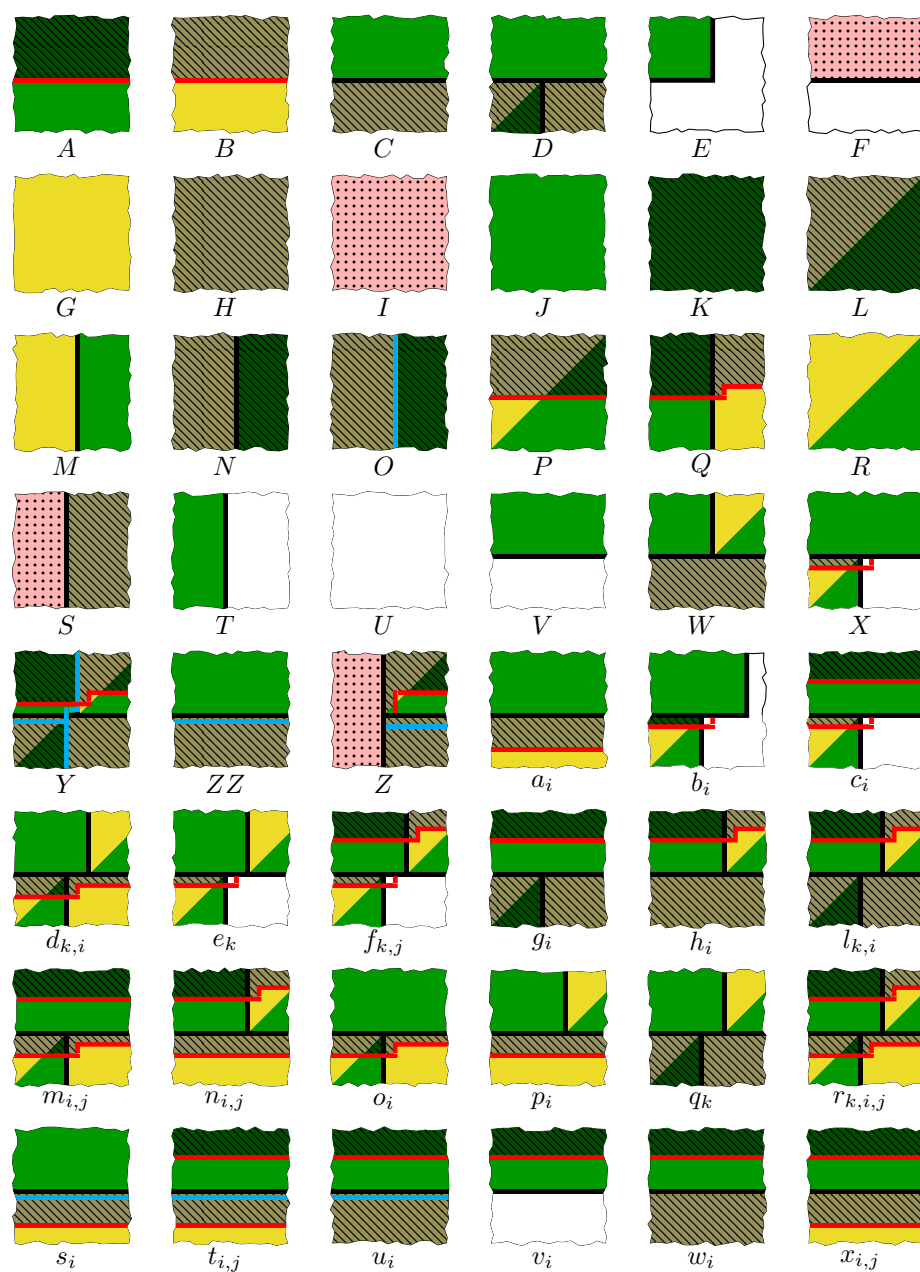 A B C D E F
G H I J K L
M N O P Q R
S T U V W X
Y ZZ Z a_i b_i c_i
d_{k,i} e_k f_{k,j} g_i h_i l_{k,i}
m_{i,j} n_{i,j} o_i p_i q_k r_{k,i,j}
s_i t_{i,j} u_i v_i w_i x_{i,j}